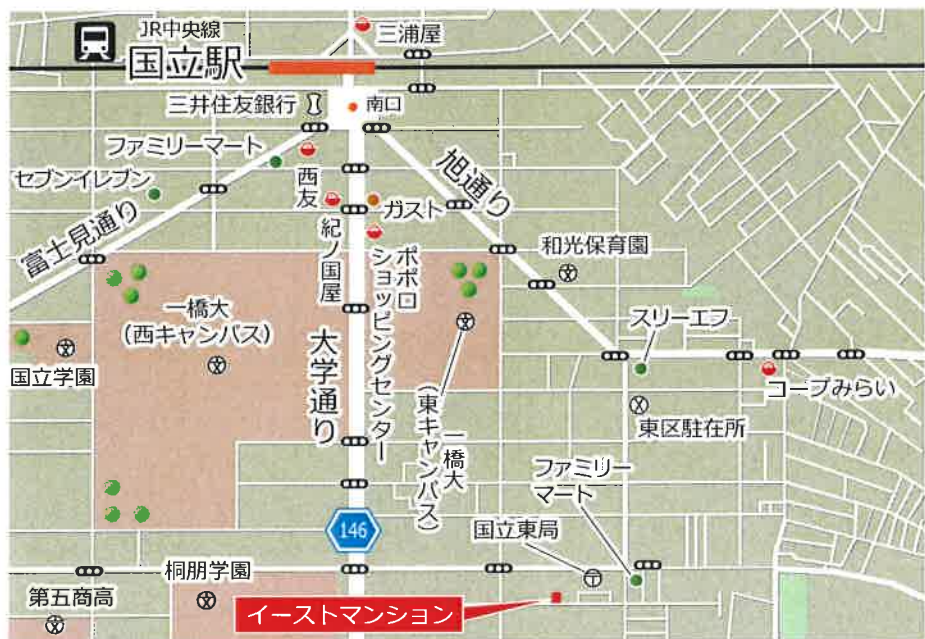 JR中央線
国立駅
三浦屋
三井住友銀行
南口
ファミリーマート
セブンイレブン
西友
旭通り
ガスト
富士見通り
紀ノ国屋
ポポロ
ショッピングセンター
和光保育園
一橋大
(西キャンパス)
大学通り
スリーエフ
国立学園
コープみらい
一橋大
(東キャンパス)
東区駐在所
ファミリー
マート
146
国立東局
桐朋学園
第五商高
イーストマンション